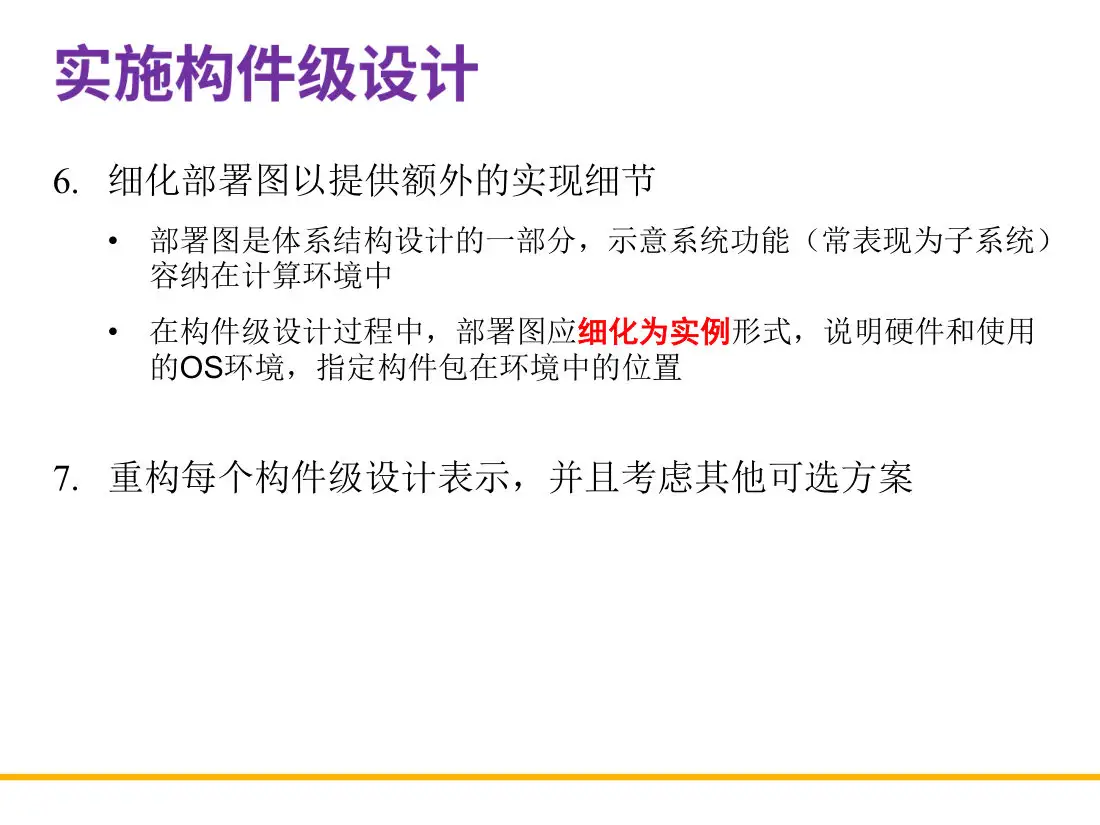 实施构件级设计
6. 细化部署图以提供额外的实现细节
• 部署图是体系结构设计的一部分，示意系统功能（常表现为子系统）
容纳在计算环境中
• 在构件级设计过程中，部署图应细化为实例形式，说明硬件和使用
的OS环境，指定构件包在环境中的位置
7. 重构每个构件级设计表示，并且考虑其他可选方案